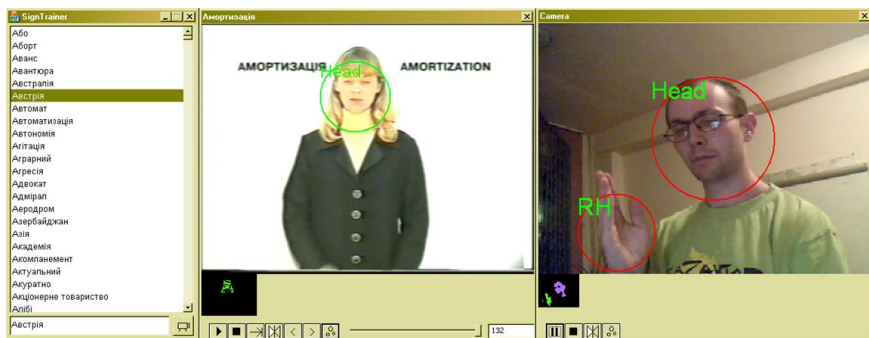 SignTrainer
Або
Аборт
Аванс
Авантюра
Австралія
Австрія
Автомат
Автоматизація
Автономія
Агітація
Аграрний
Агресія
Адвокат
Адмірал
Аеродром
Азербайджан
Азія
Академія
Акомпанемент
Актуальний
Акуратно
Акціонерне товариство
Алібі
Австрія
Амортизація
АМОРТИЗАЦІЯ
AMORTIZATION
Head
132
Camera
Head
RH